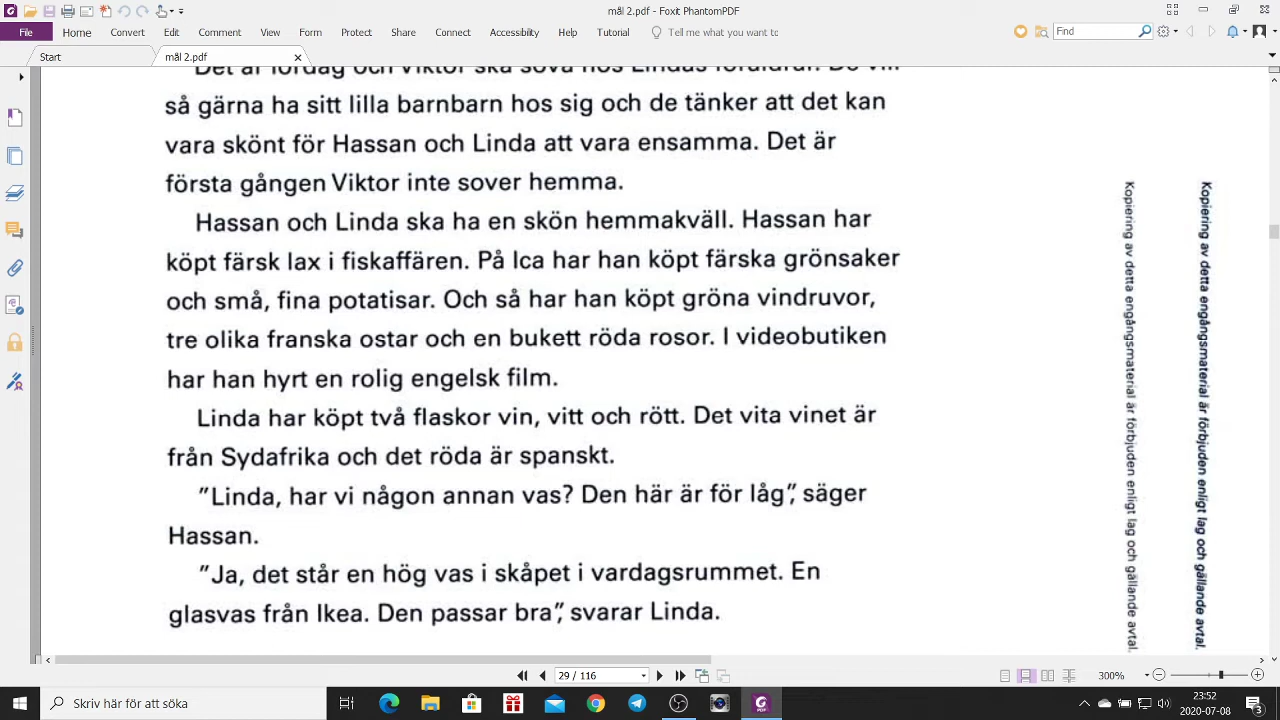 mål 2.pdf - Foxit PhantomPDF
File Home Convert Edit Comment View Form Protect Share Connect Accessibility Help Tutorial Tell me what you want to Find
Start mål 2.pdf
så gärna ha sitt lilla barnbarn hos sig och de tänker att det kan
vara skönt för Hassan och Linda att vara ensamma. Det är
första gången Viktor inte sover hemma.
Hassan och Linda ska ha en skön hemmakväll. Hassan har
köpt färsk lax i fiskaffären. På Ica har han köpt färska grönsaker
och små, fina potatisar. Och så har han köpt gröna vindruvor,
tre olika franska ostar och en bukett röda rosor. I videobutiken
har han hyrt en rolig engelsk film.
Linda har köpt två flaskor vin, vitt och rött. Det vita vinet är
från Sydafrika och det röda är spanskt.
"Linda, har vi någon annan vas? Den här är för låg", säger
Hassan.
"Ja, det står en hög vas i skåpet i vardagsrummet. En
glasvas från Ikea. Den passar bra", svarar Linda.
Kopiering av detta engångsmaterial är förbjuden enligt lag och gällande avtal.
Kopiering av detta engångsmaterial är förbjuden enligt lag och gällande avtal.
29 / 116 300%
Skriv här för att söka
23:52
2020-07-08
3